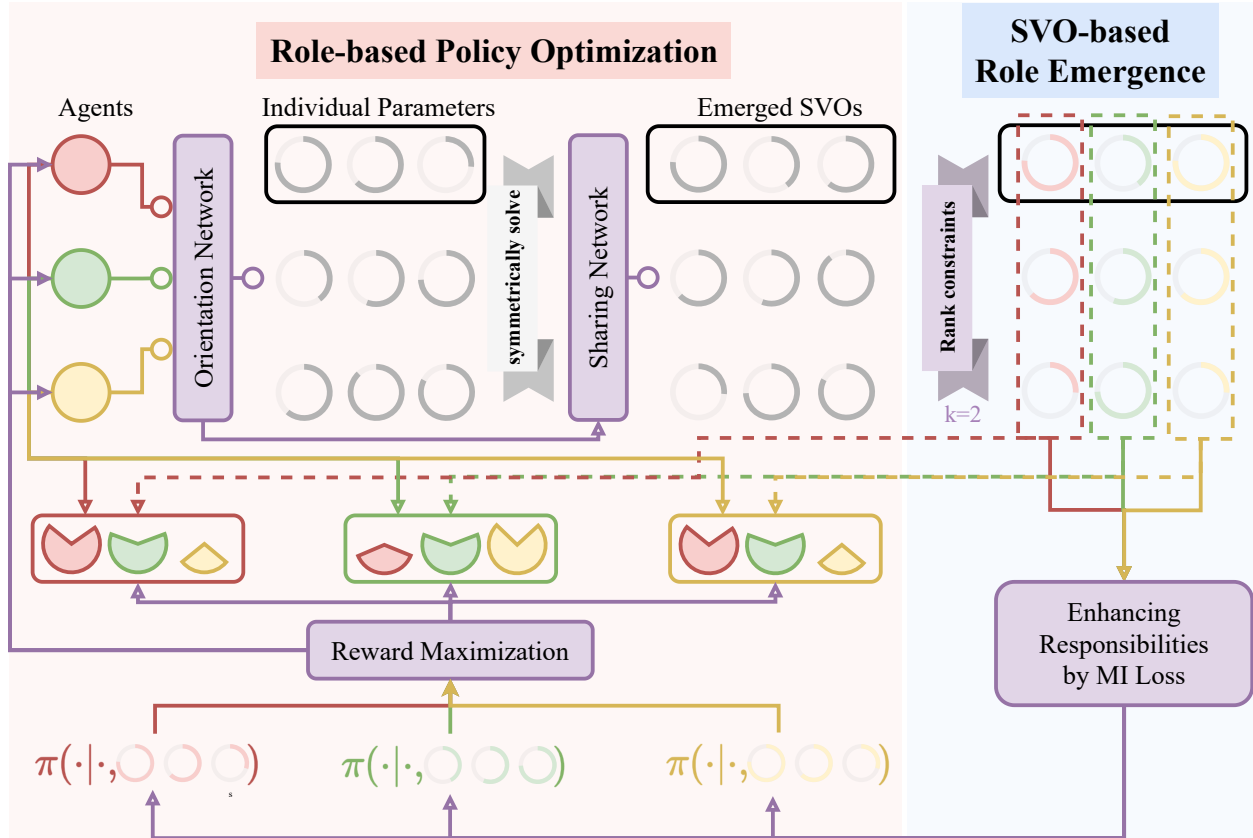 Role-based Policy Optimization
SVO-based
Role Emergence
Agents
Individual Parameters
Emerged SVOs
Orientation Network
symmetrically solve
Sharing Network
Rank constraints
k=2
Reward Maximization
Enhancing
Responsibilities
by MI Loss
π(·|·, )
s
π(·|·, )
π(·|·, )